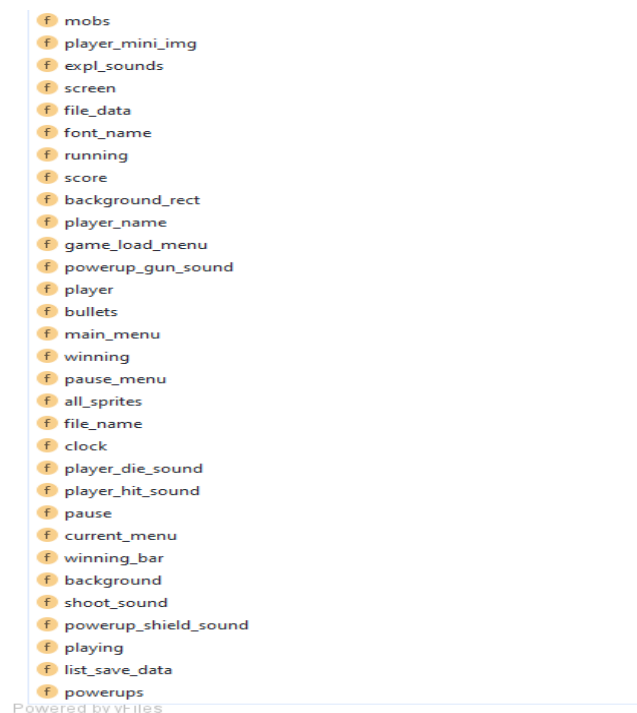 f mobs
f player_mini_img
f expl_sounds
f screen
f file_data
f font_name
f running
f score
f background_rect
f player_name
f game_load_menu
f powerup_gun_sound
f player
f bullets
f main_menu
f winning
f pause_menu
f all_sprites
f file_name
f clock
f player_die_sound
f player_hit_sound
f pause
f current_menu
f winning_bar
f background
f shoot_sound
f powerup_shield_sound
f playing
f list_save_data
f powerups
Powered by yFiles